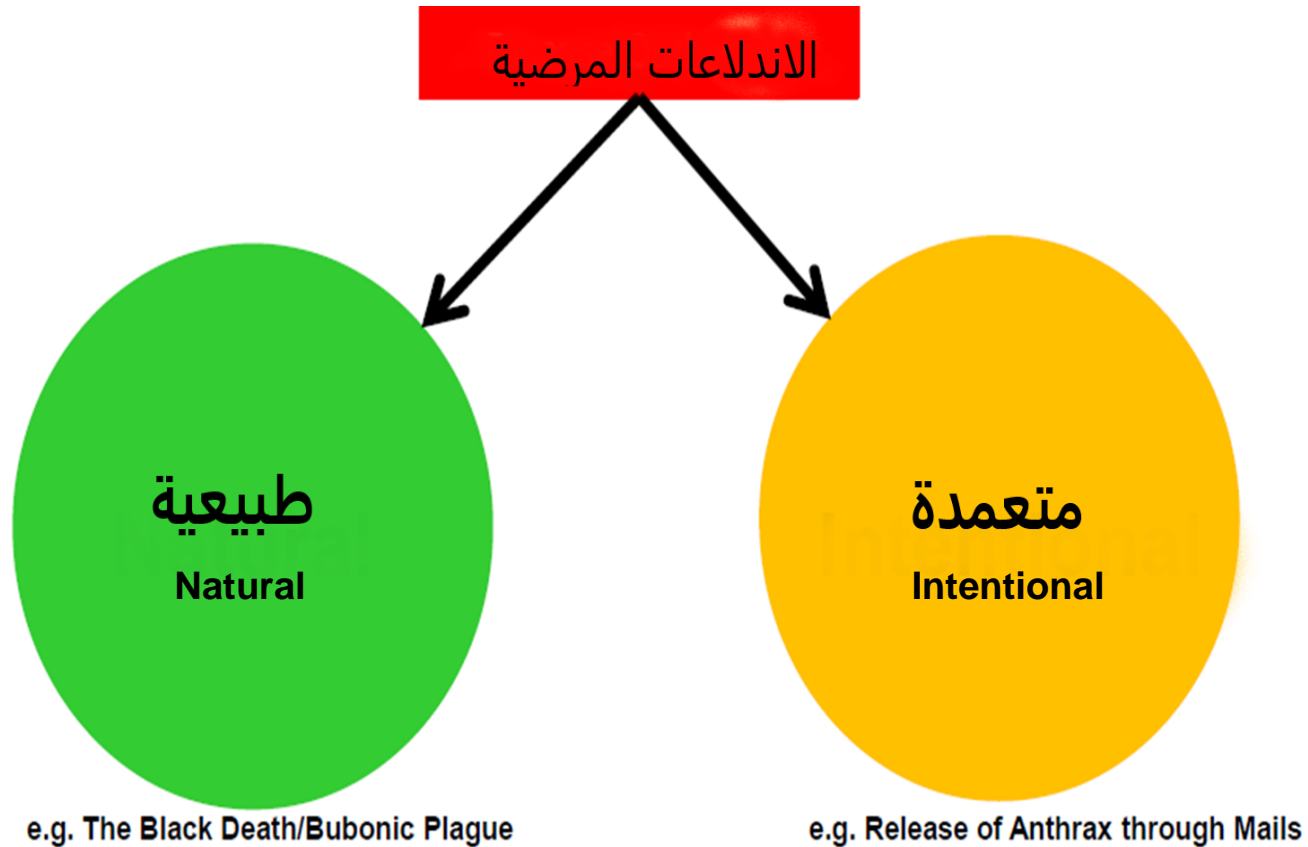 الاندلاعات المرضية
طبيعية
Natural
متعمدة
Intentional
e.g. The Black Death/Bubonic Plague
e.g. Release of Anthrax through Mails